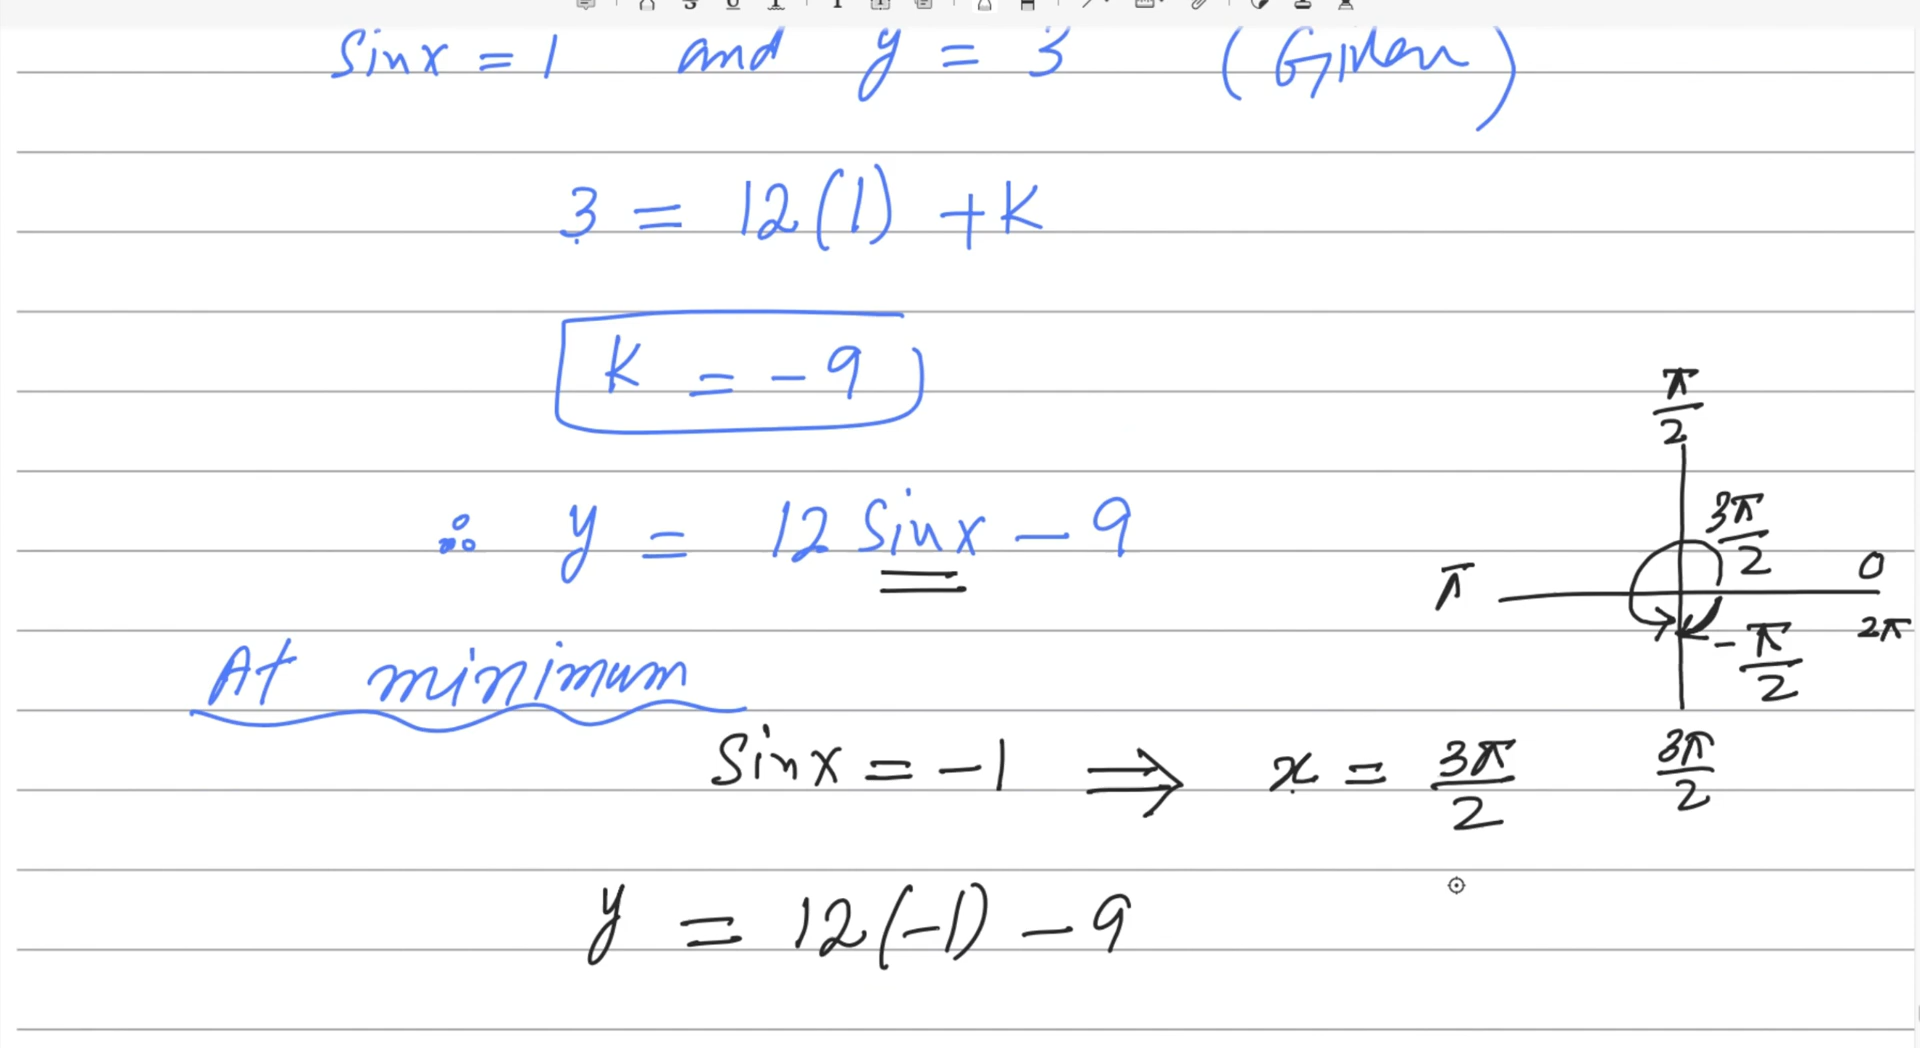 Sinx = 1 and y = 3 (Given)
3 = 12(1) + K
K = -9
∴ y = 12 Sinx - 9
π/2
3π/2
π
0
2π
-π/2
3π/2
At minimum
Sinx = -1 ⟹ x = 3π/2
y = 12(-1) - 9